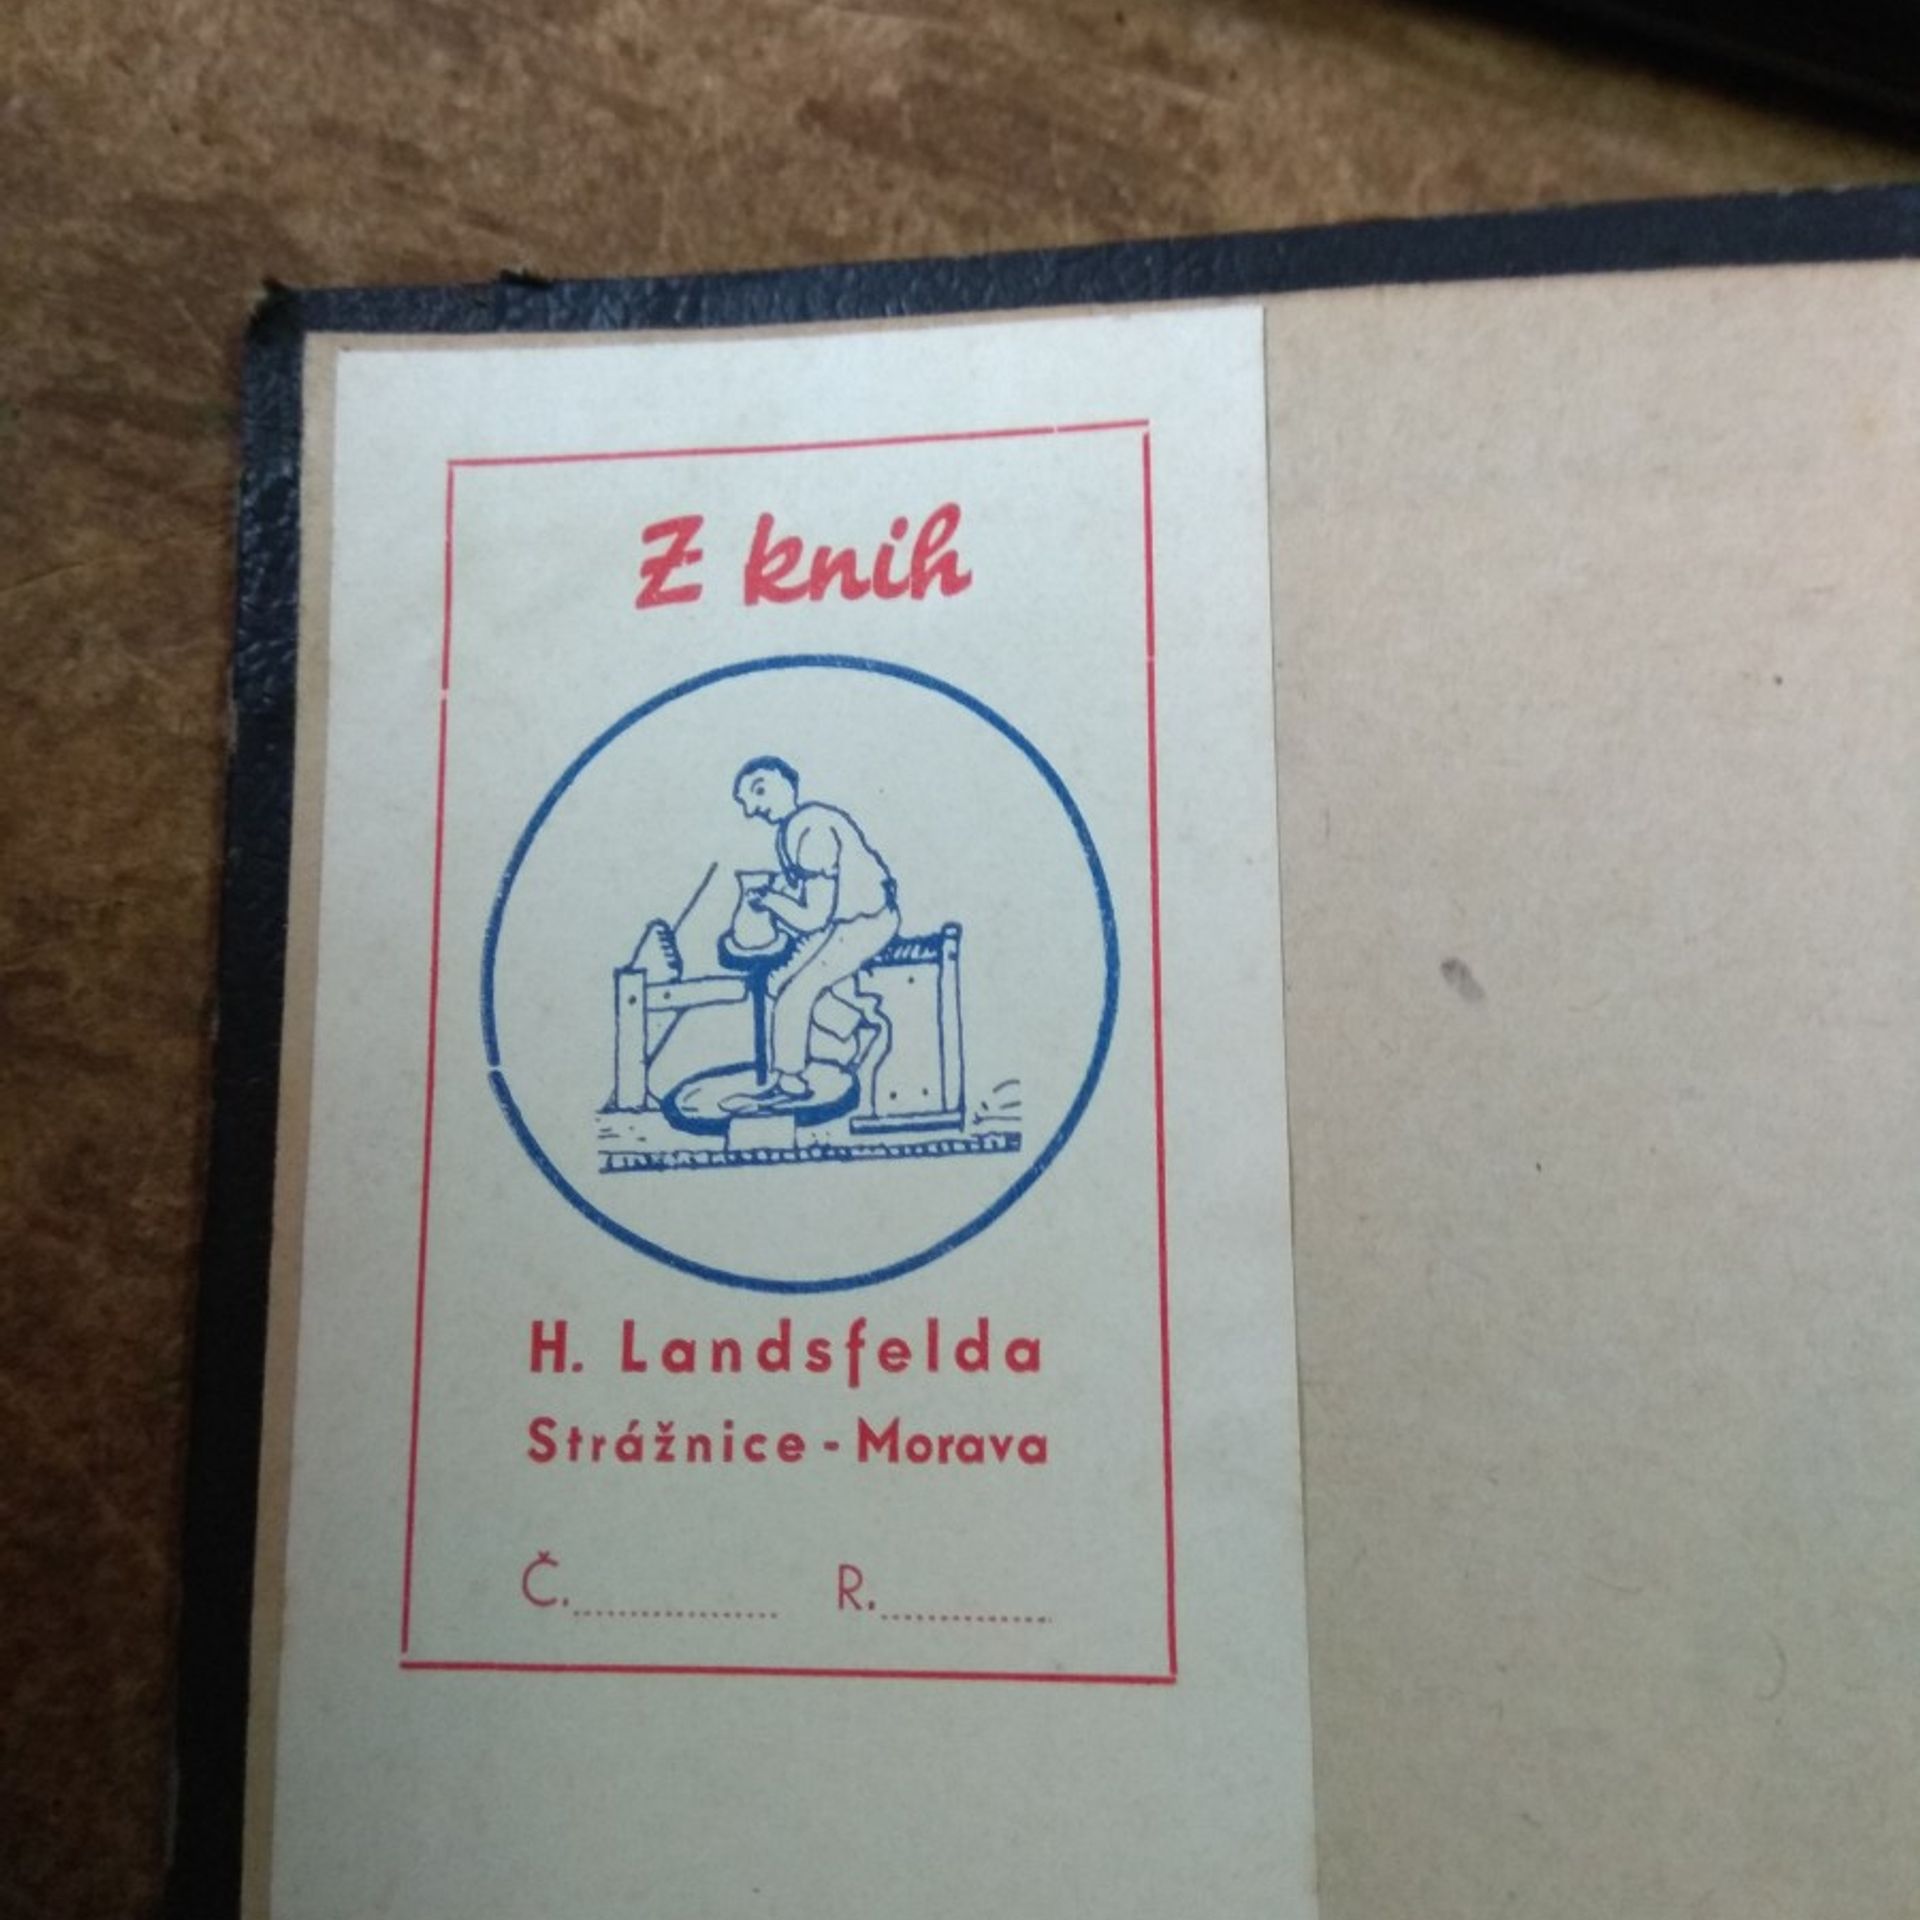 Z knih
H. Landsfelda
Strážnice - Morava
Č. R.